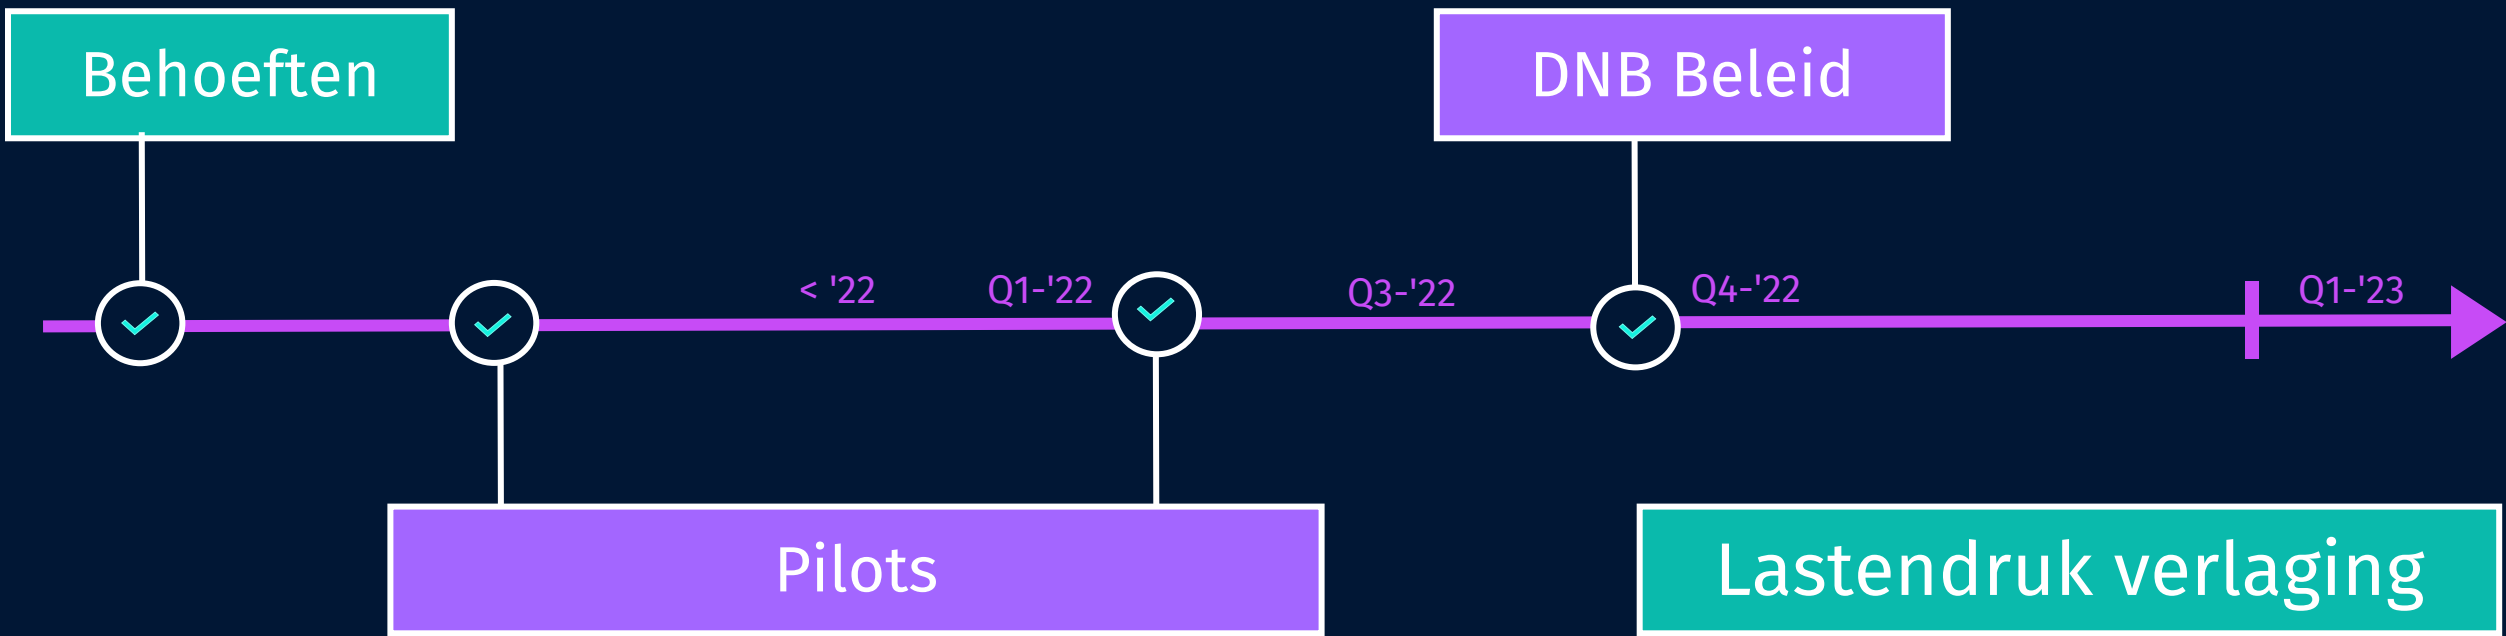 Behoeften
DNB Beleid
< '22
Q1-'22
Q3-'22
Q4-'22
Q1-'23
Pilots
Lastendruk verlaging